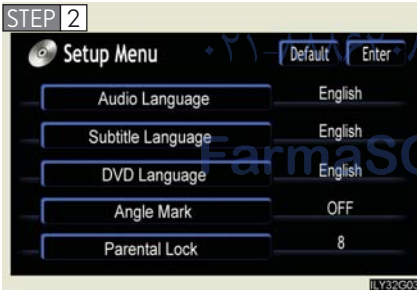 STEP 2
Setup Menu
Default
Enter
Audio Language English
Subtitle Language English
DVD Language English
Angle Mark OFF
Parental Lock 8
ILY32G03